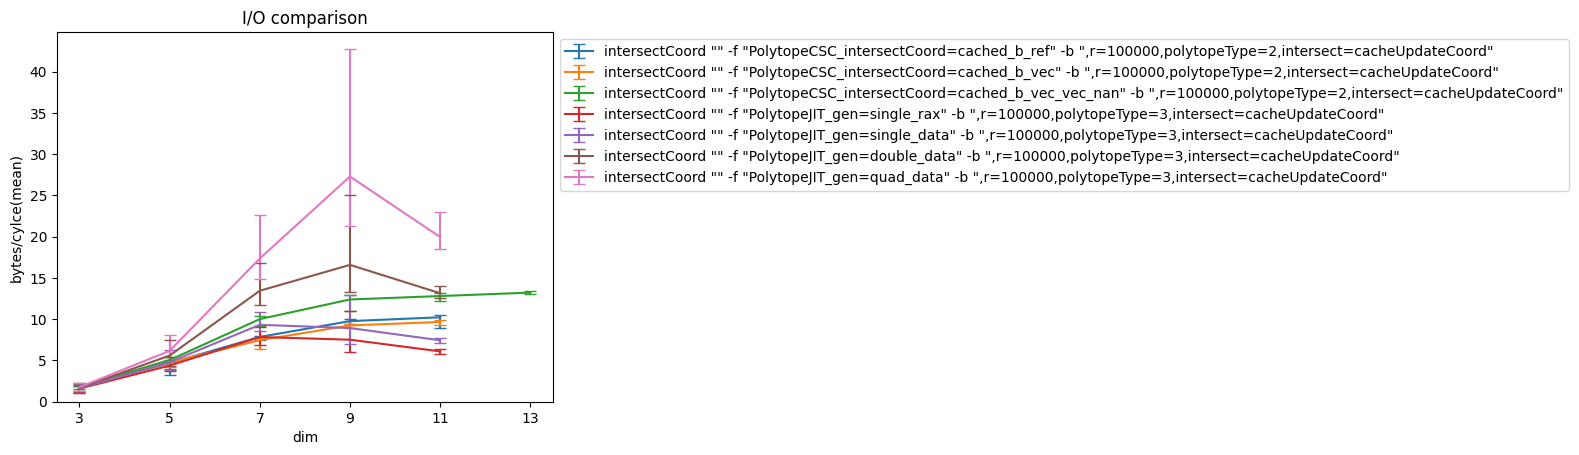 I/O comparison
bytes/cylce(mean)
40
35
30
25
20
15
10
5
0
3 5 7 9 11 13
dim
intersectCoord "" -f "PolytopeCSC_intersectCoord=cached_b_ref" -b ",r=100000,polytopeType=2,intersect=cacheUpdateCoord"
intersectCoord "" -f "PolytopeCSC_intersectCoord=cached_b_vec" -b ",r=100000,polytopeType=2,intersect=cacheUpdateCoord"
intersectCoord "" -f "PolytopeCSC_intersectCoord=cached_b_vec_vec_nan" -b ",r=100000,polytopeType=2,intersect=cacheUpdateCoord"
intersectCoord "" -f "PolytopeJIT_gen=single_rax" -b ",r=100000,polytopeType=3,intersect=cacheUpdateCoord"
intersectCoord "" -f "PolytopeJIT_gen=single_data" -b ",r=100000,polytopeType=3,intersect=cacheUpdateCoord"
intersectCoord "" -f "PolytopeJIT_gen=double_data" -b ",r=100000,polytopeType=3,intersect=cacheUpdateCoord"
intersectCoord "" -f "PolytopeJIT_gen=quad_data" -b ",r=100000,polytopeType=3,intersect=cacheUpdateCoord"